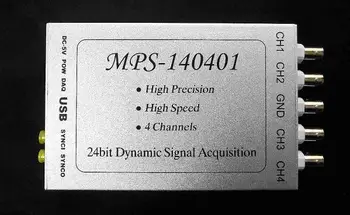 MPS-140401
• High Precision
• High Speed
• 4 Channels
24bit Dynamic Signal Acquisition
DC-5V POW DAQ
USB
SYNCI SYNCO
CH1
CH2
GND
CH3
CH4